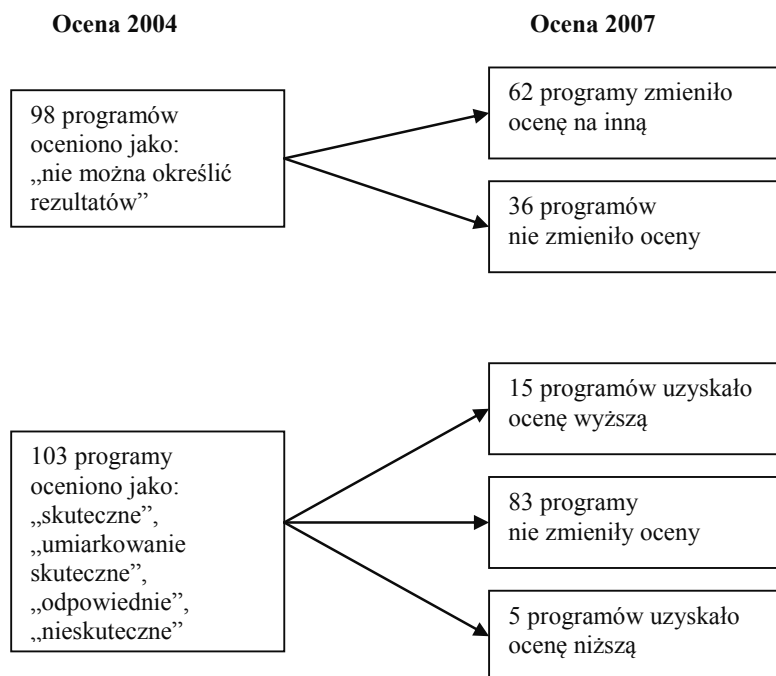 Ocena 2004
Ocena 2007
98 programów
oceniono jako:
„nie można określić
rezultatów”
62 programy zmieniło
ocenę na inną
36 programów
nie zmieniło oceny
103 programy
oceniono jako:
„skuteczne”,
„umiarkowanie
skuteczne”,
„odpowiednie”,
„nieskuteczne”
15 programów uzyskało
ocenę wyższą
83 programy
nie zmieniły oceny
5 programów uzyskało
ocenę niższą